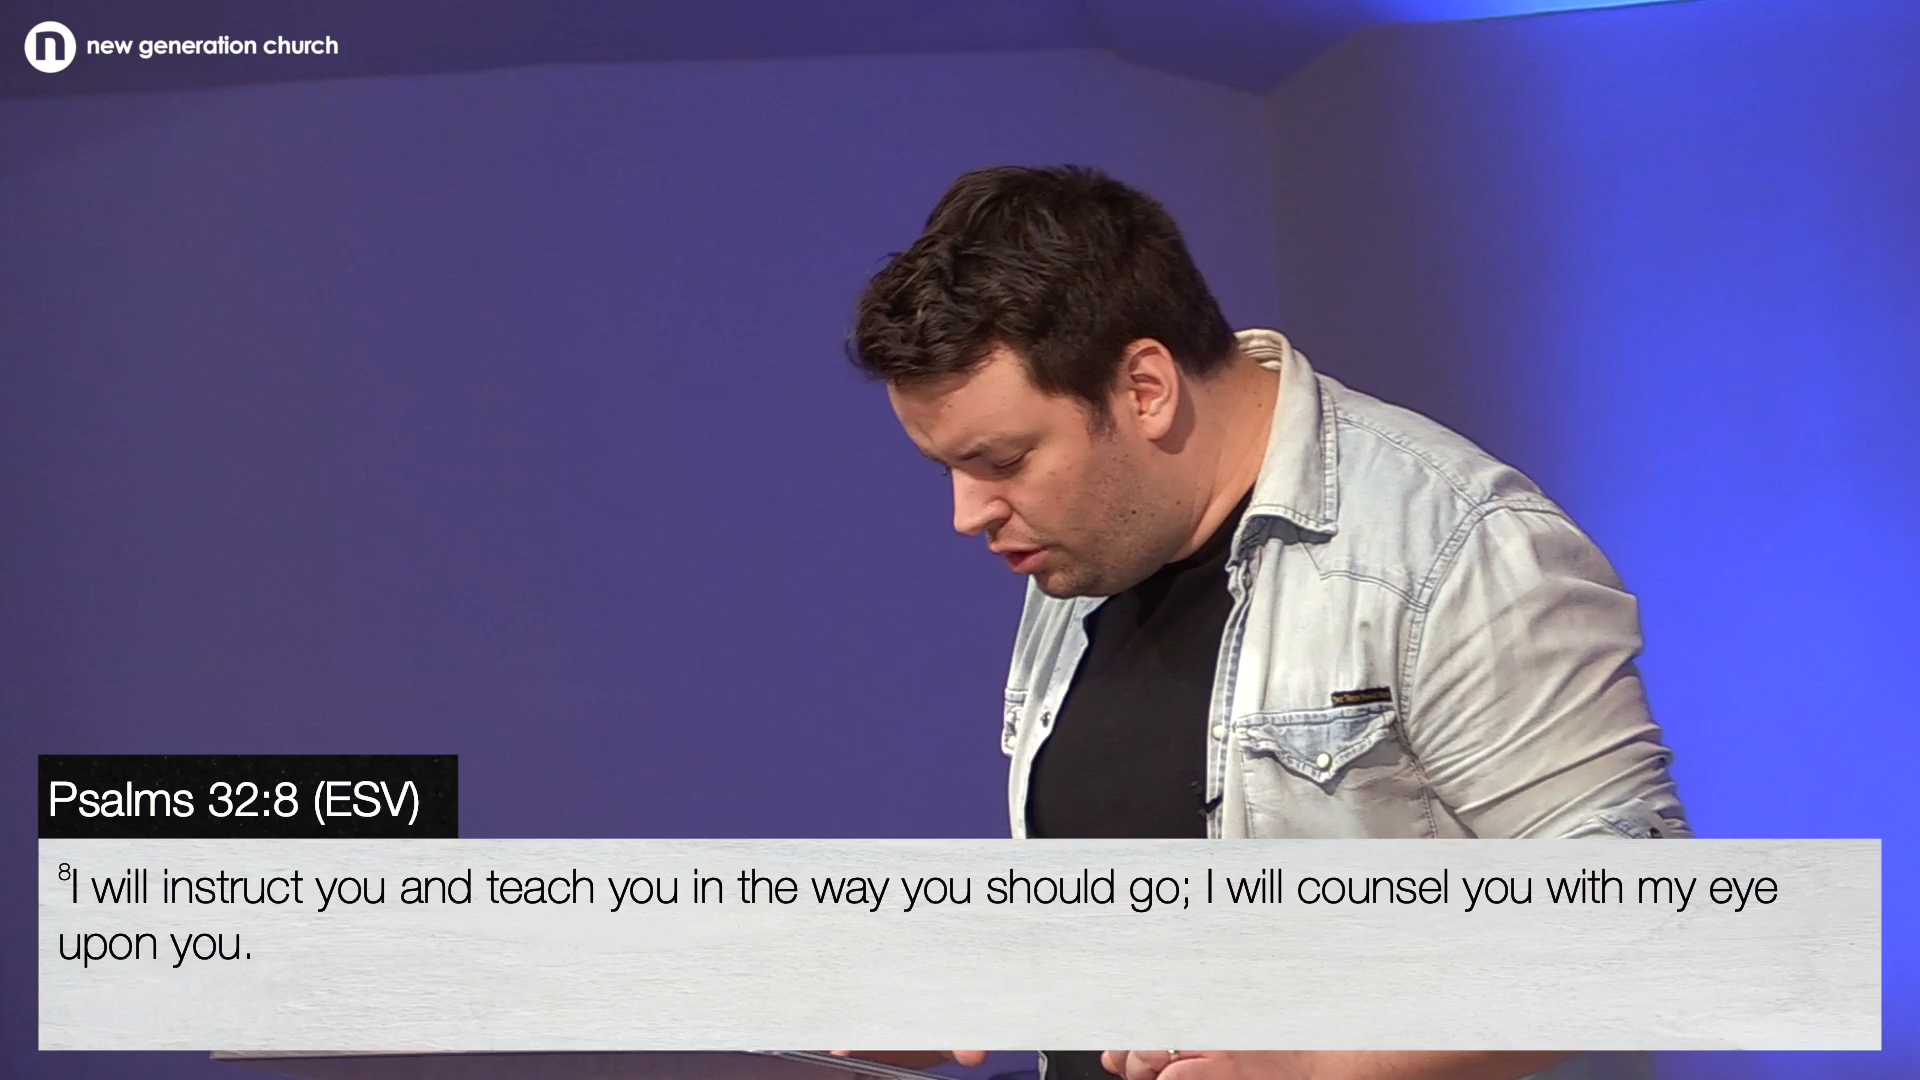 new generation church
Psalms 32:8 (ESV)
⁸I will instruct you and teach you in the way you should go; I will counsel you with my eye
upon you.